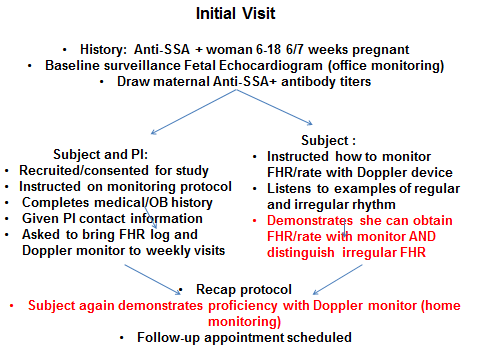 Initial Visit
• History: Anti-SSA + woman 6-18 6/7 weeks pregnant
• Baseline surveillance Fetal Echocardiogram (office monitoring)
• Draw maternal Anti-SSA+ antibody titers
Subject and PI:
• Recruited/consented for study
• Instructed on monitoring protocol
• Completes medical/OB history
• Given PI contact information
• Asked to bring FHR log and
Doppler monitor to weekly visits
Subject :
• Instructed how to monitor
FHR/rate with Doppler device
• Listens to examples of regular
and irregular rhythm
• Demonstrates she can obtain
FHR/rate with monitor AND
distinguish irregular FHR
• Recap protocol
• Subject again demonstrates proficiency with Doppler monitor (home
monitoring)
• Follow-up appointment scheduled